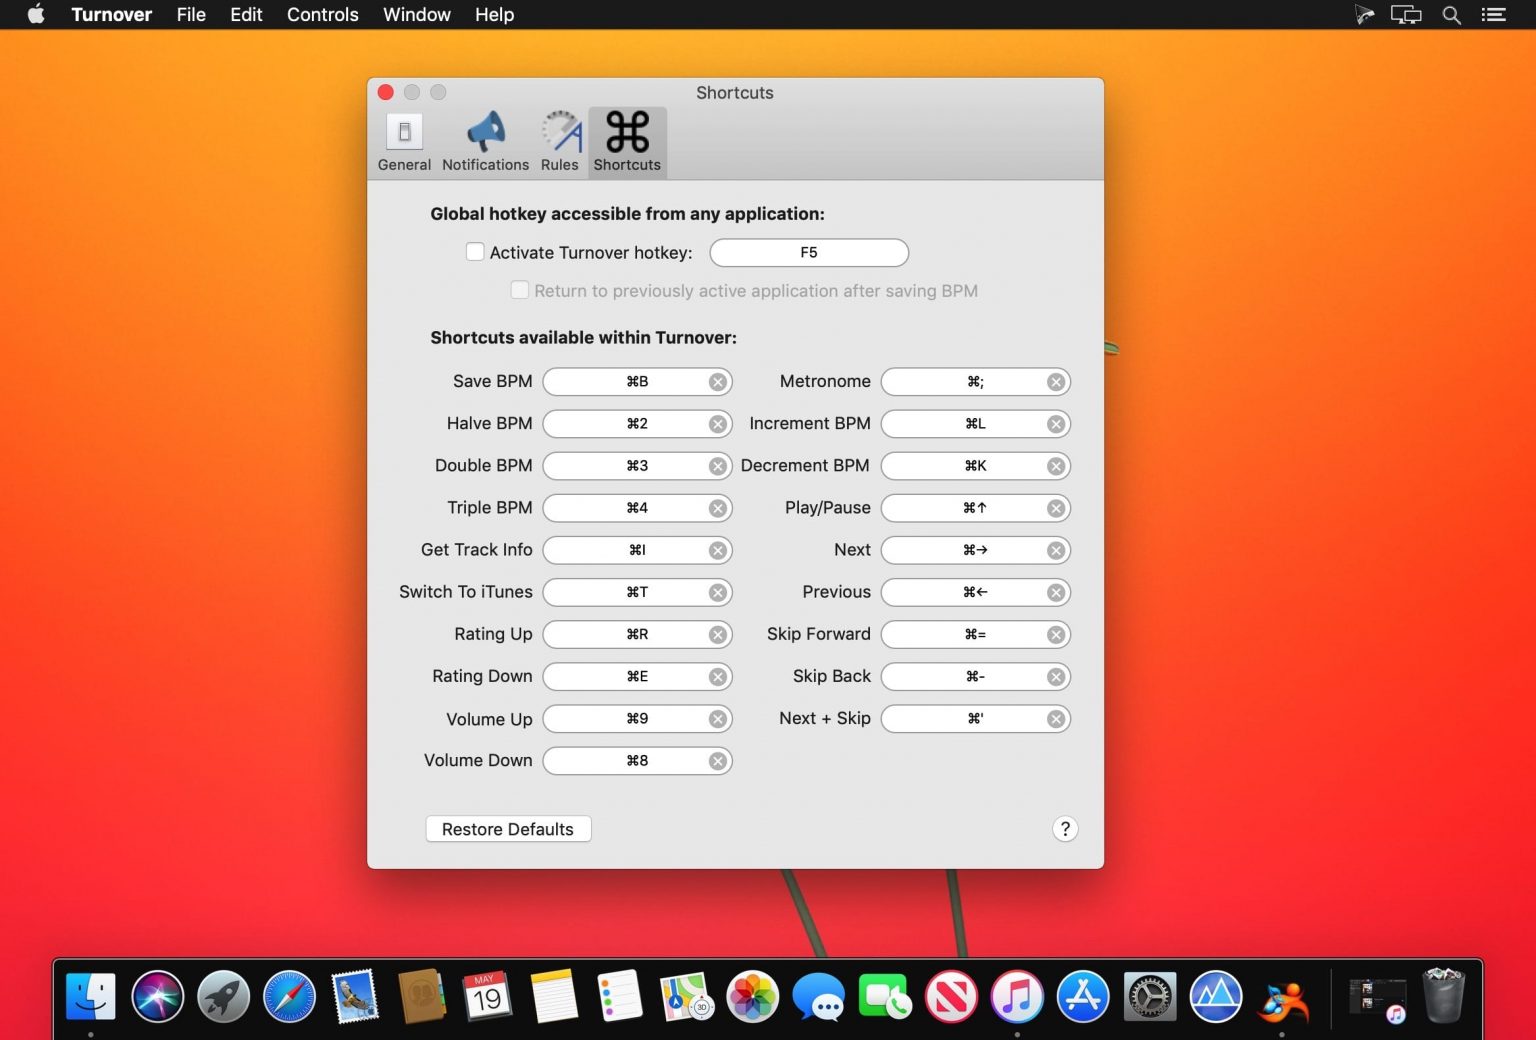 Turnover File Edit Controls Window Help
Shortcuts
General Notifications Rules Shortcuts
Global hotkey accessible from any application:
Activate Turnover hotkey: F5
Return to previously active application after saving BPM
Shortcuts available within Turnover:
Save BPM ⌘B Metronome ⌘;
Halve BPM ⌘2 Increment BPM ⌘L
Double BPM ⌘3 Decrement BPM ⌘K
Triple BPM ⌘4 Play/Pause ⌘↑
Get Track Info ⌘I Next ⌘→
Switch To iTunes ⌘T Previous ⌘←
Rating Up ⌘R Skip Forward ⌘=
Rating Down ⌘E Skip Back ⌘-
Volume Up ⌘9 Next + Skip ⌘'
Volume Down ⌘8
Restore Defaults ?
MAY
19
3D